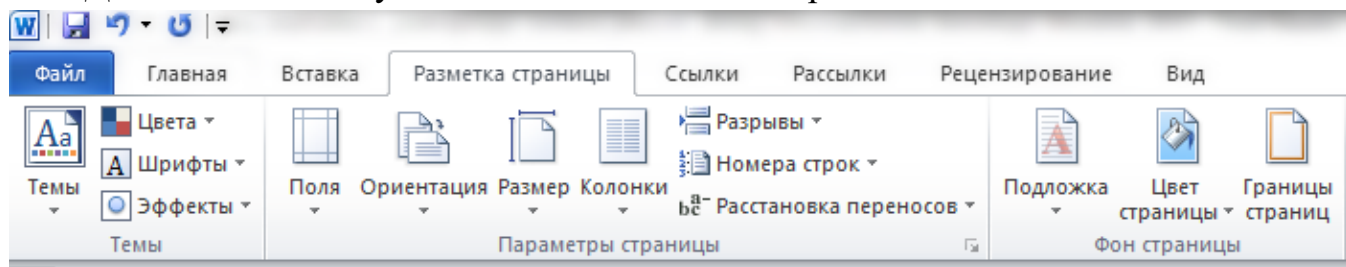 Файл Главная Вставка Разметка страницы Ссылки Рассылки Рецензирование Вид
Темы
Цвета
Шрифты
Эффекты
Темы
Поля Ориентация Размер Колонки
Разрывы
Номера строк
Расстановка переносов
Параметры страницы
Подложка
Цвет
страницы
Границы
страниц
Фон страницы